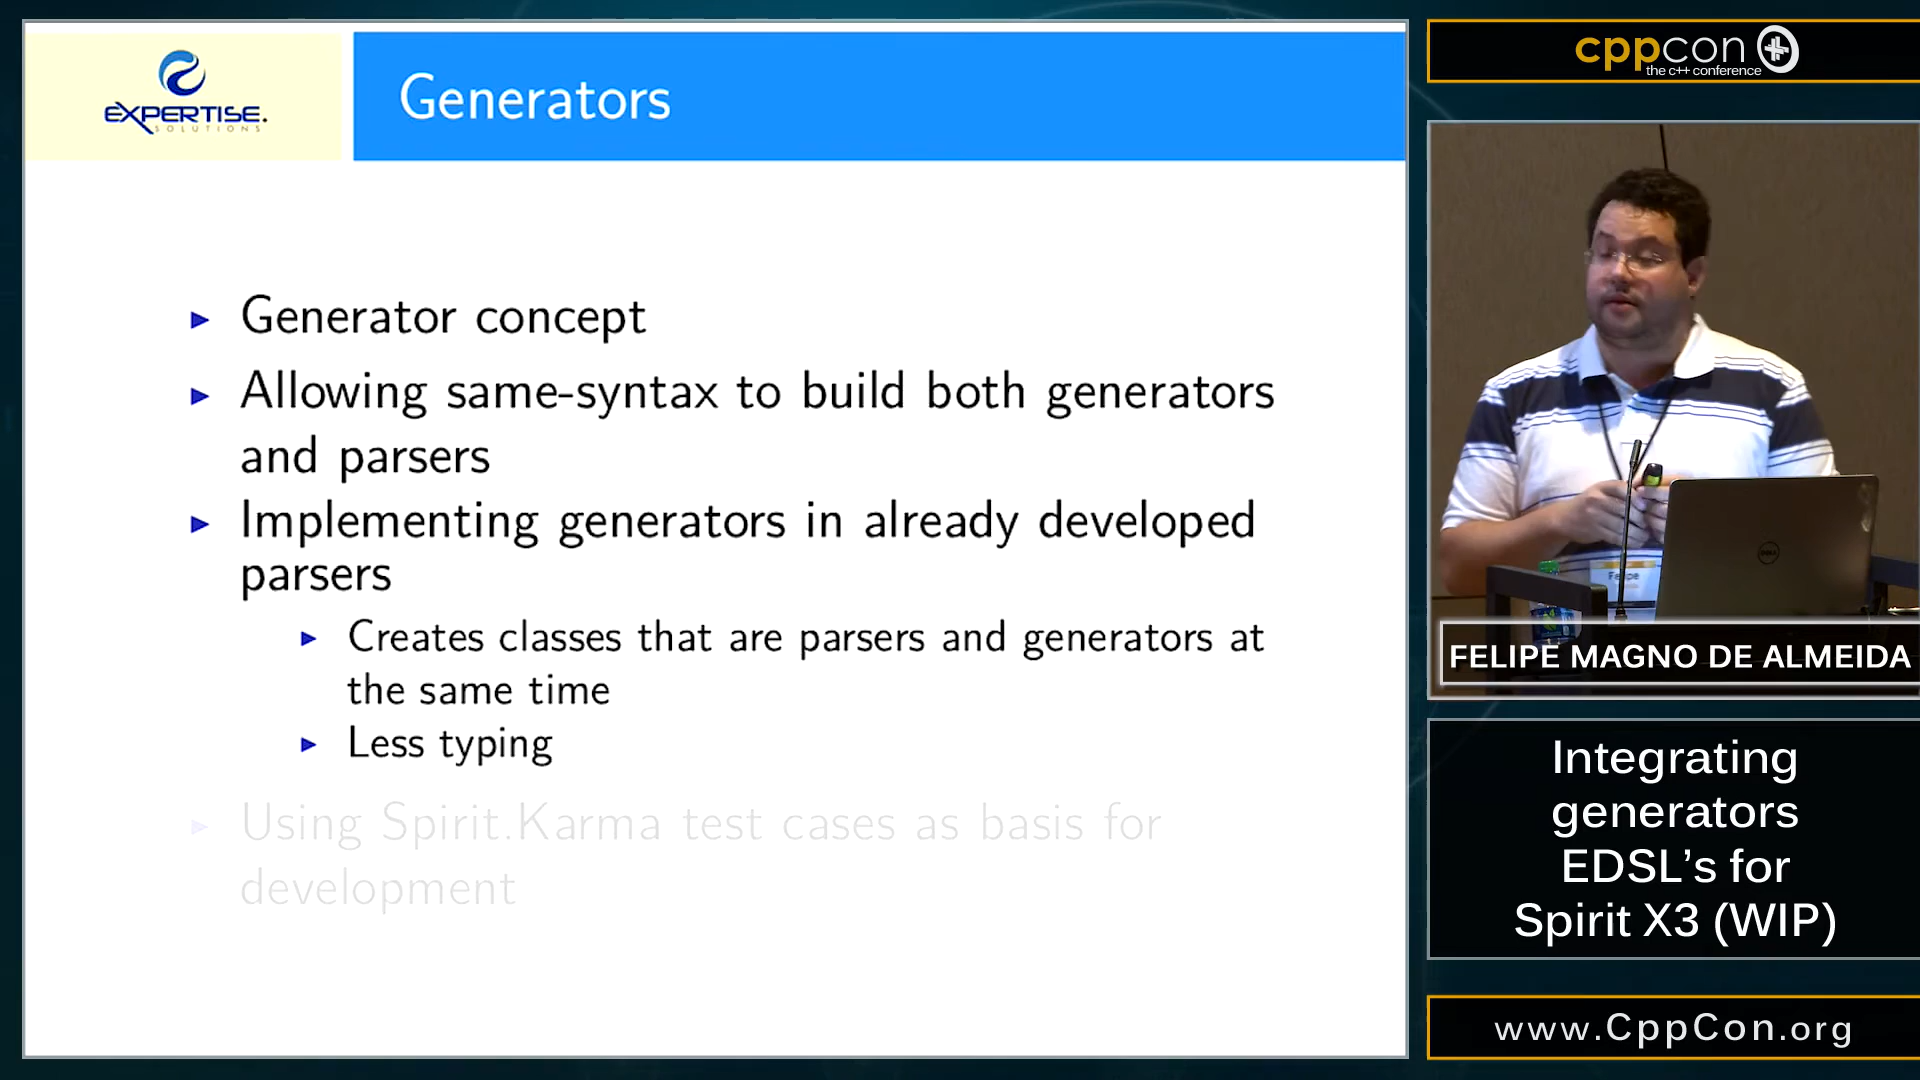 EXPERTISE.
SOLUTIONS
Generators
Generator concept
Allowing same-syntax to build both generators
and parsers
Implementing generators in already developed
parsers
Creates classes that are parsers and generators at
the same time
Less typing
Using Spirit.Karma test cases as basis for
development
cppcon
the c++ conference
DELL
FELIPE MAGNO DE ALMEIDA
Integrating
generators
EDSL’s for
Spirit X3 (WIP)
www.CppCon.org